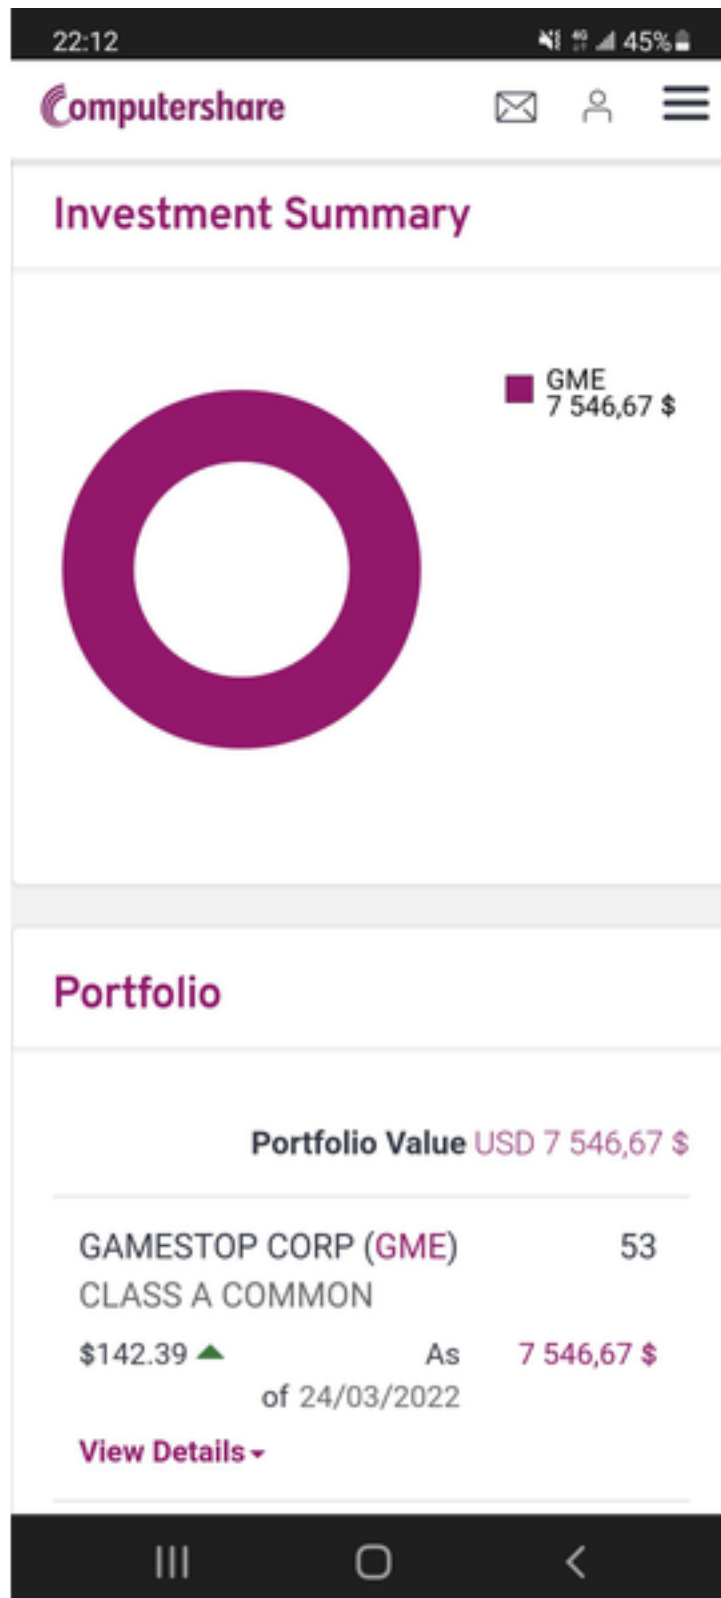 22:12 4G 45%
Computershare
Investment Summary
GME
7 546,67 $
Portfolio
Portfolio Value USD 7 546,67 $
GAMESTOP CORP (GME) 53
CLASS A COMMON
$142.39 As 7 546,67 $
of 24/03/2022
View Details